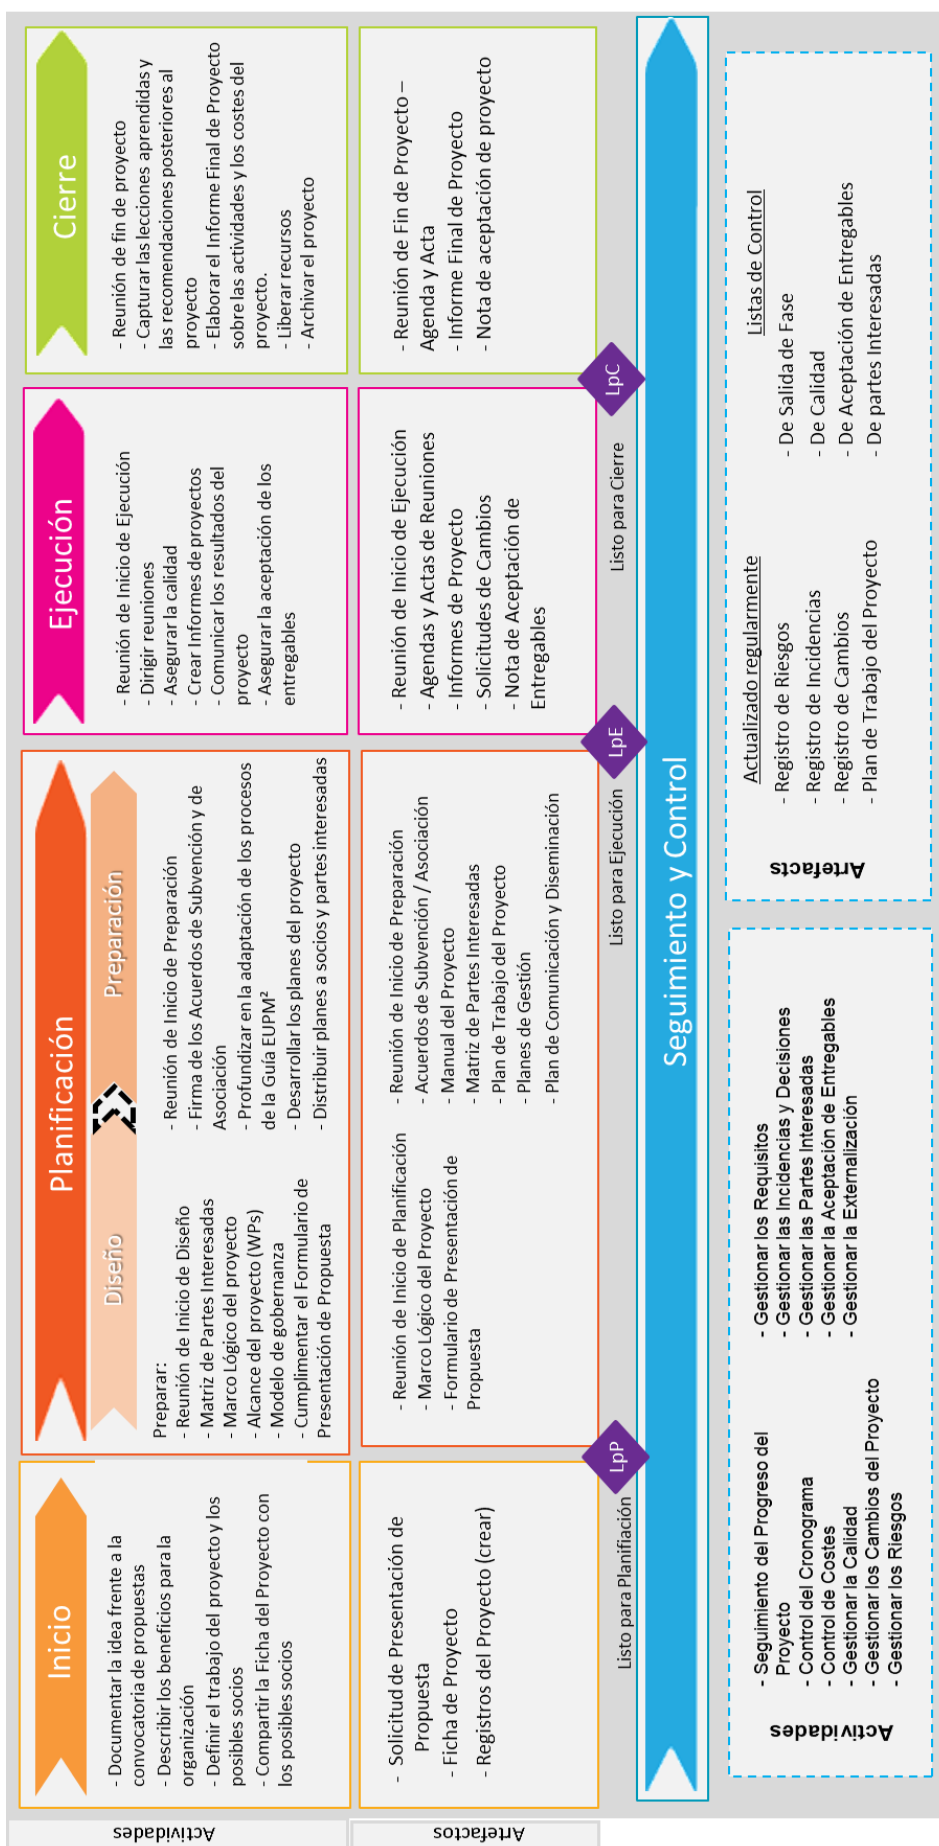 Inicio
Planificación
Ejecución
Cierre
Diseño
Preparación
Actividades
- Documentar la idea frente a la
convocatoria de propuestas
- Describir los beneficios para la
organización
- Definir el trabajo del proyecto y los
posibles socios
- Compartir la Ficha del Proyecto con
los posibles socios
Preparar:
- Reunión de Inicio de Diseño
- Matriz de Partes Interesadas
- Marco Lógico del proyecto
- Alcance del proyecto (WPs)
- Modelo de gobernanza
- Cumplimentar el Formulario de
Presentación de Propuesta
- Reunión de Inicio de Preparación
- Firma de los Acuerdos de Subvención y de
Asociación
- Profundizar en la adaptación de los procesos
de la Guía EUPM²
- Desarrollar los planes del proyecto
- Distribuir planes a socios y partes interesadas
- Reunión de Inicio de Ejecución
- Dirigir reuniones
- Asegurar la calidad
- Crear Informes de proyectos
- Comunicar los resultados del
proyecto
- Asegurar la aceptación de los
entregables
- Reunión de fin de proyecto
- Capturar las lecciones aprendidas y
las recomendaciones posteriores al
proyecto
- Elaborar el Informe Final de Proyecto
sobre las actividades y los costes del
proyecto.
- Liberar recursos
- Archivar el proyecto
Artefactos
- Solicitud de Presentación de
Propuesta
- Ficha de Proyecto
- Registros del Proyecto (crear)
- Reunión de Inicio de Planificación
- Marco Lógico del Proyecto
- Formulario de Presentación de
Propuesta
- Reunión de Inicio de Preparación
- Acuerdos de Subvención / Asociación
- Manual del Proyecto
- Matriz de Partes Interesadas
- Plan de Trabajo del Proyecto
- Planes de Gestión
- Plan de Comunicación y Diseminación
- Reunión de Inicio de Ejecución
- Agendas y Actas de Reuniones
- Informes de Proyecto
- Solicitudes de Cambios
- Nota de Aceptación de
Entregables
- Reunión de Fin de Proyecto –
Agenda y Acta
- Informe Final de Proyecto
- Nota de aceptación de proyecto
LpP
LpE
LpC
Listo para Planifiación
Listo para Ejecución
Listo para Cierre
Seguimiento y Control
Actividades
- Seguimiento del Progreso del
Proyecto
- Control del Cronograma
- Control de Costes
- Gestionar la Calidad
- Gestionar los Cambios del Proyecto
- Gestionar los Riesgos
- Gestionar los Requisitos
- Gestionar las Incidencias y Decisiones
- Gestionar las Partes Interesadas
- Gestionar la Aceptación de Entregables
- Gestionar la Externalización
Artefacts
Actualizado regularmente
- Registro de Riesgos
- Registro de Incidencias
- Registro de Cambios
- Plan de Trabajo del Proyecto
Listas de Control
- De Salida de Fase
- De Calidad
- De Aceptación de Entregables
- De partes Interesadas